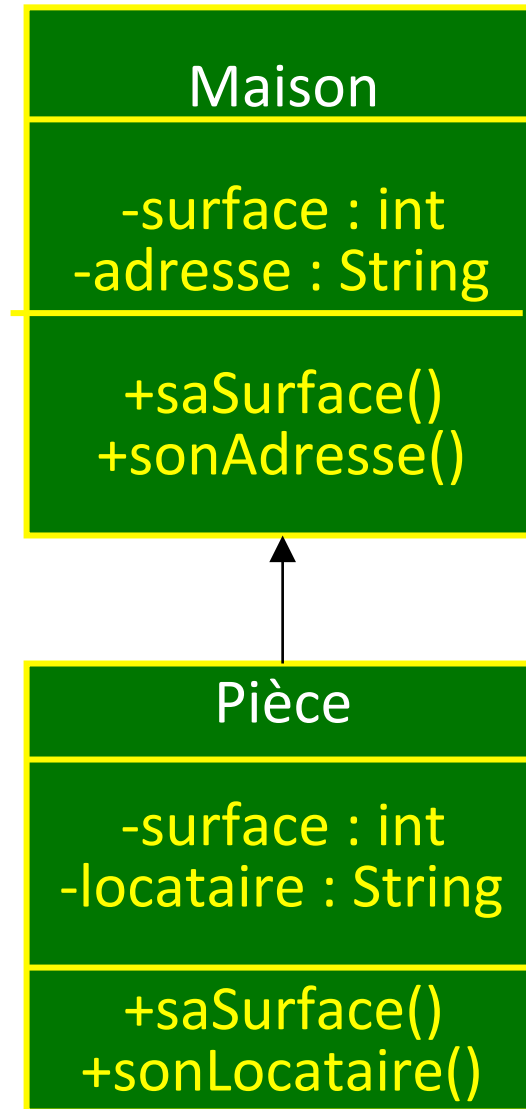 Maison
-surface : int
-adresse : String
+saSurface()
+sonAdresse()
Pièce
-surface : int
-locataire : String
+saSurface()
+sonLocataire()